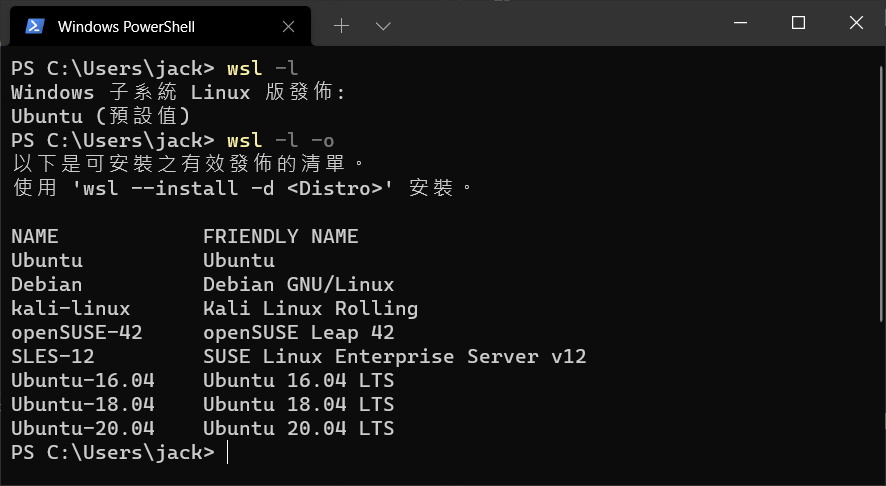 Windows PowerShell
PS C:\Users\jack> wsl -l
Windows 子系統 Linux 版發佈:
Ubuntu (預設值)
PS C:\Users\jack> wsl -l -o
以下是可安裝之有效發佈的清單。
使用 'wsl --install -d <Distro>' 安裝。

NAME            FRIENDLY NAME
Ubuntu          Ubuntu
Debian          Debian GNU/Linux
kali-linux      Kali Linux Rolling
openSUSE-42     openSUSE Leap 42
SLES-12         SUSE Linux Enterprise Server v12
Ubuntu-16.04    Ubuntu 16.04 LTS
Ubuntu-18.04    Ubuntu 18.04 LTS
Ubuntu-20.04    Ubuntu 20.04 LTS
PS C:\Users\jack>